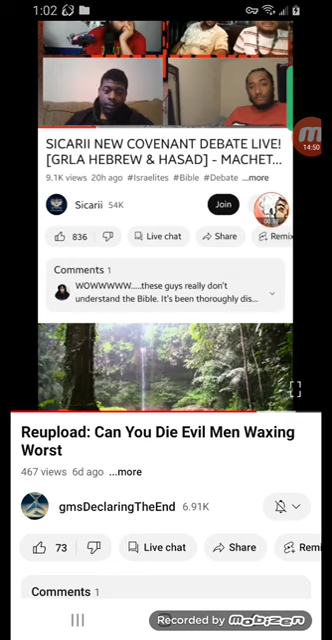 1:02
M
14:50
SICARII NEW COVENANT DEBATE LIVE!
[GRLA HEBREW & HASAD] - MACHET...
9.1K views 20h ago #Israelites #Bible #Debate ...more
Sicarii 54K
Join
836
Live chat
Share
Remix
Comments 1
WOWWWWW.....these guys really don't
understand the Bible. It's been thoroughly dis...
Reupload: Can You Die Evil Men Waxing
Worst
467 views 6d ago ...more
gmsDeclaringTheEnd 6.91K
73
Live chat
Share
Remi
Comments 1
Recorded by Mobizen